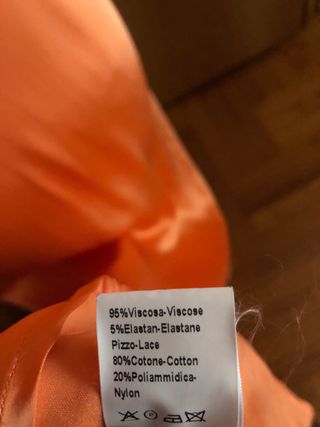 95%Viscosa-Viscose
5%Elastan-Elastane
Pizzo-Lace
80%Cotone-Cotton
20%Poliammidica-
Nylon